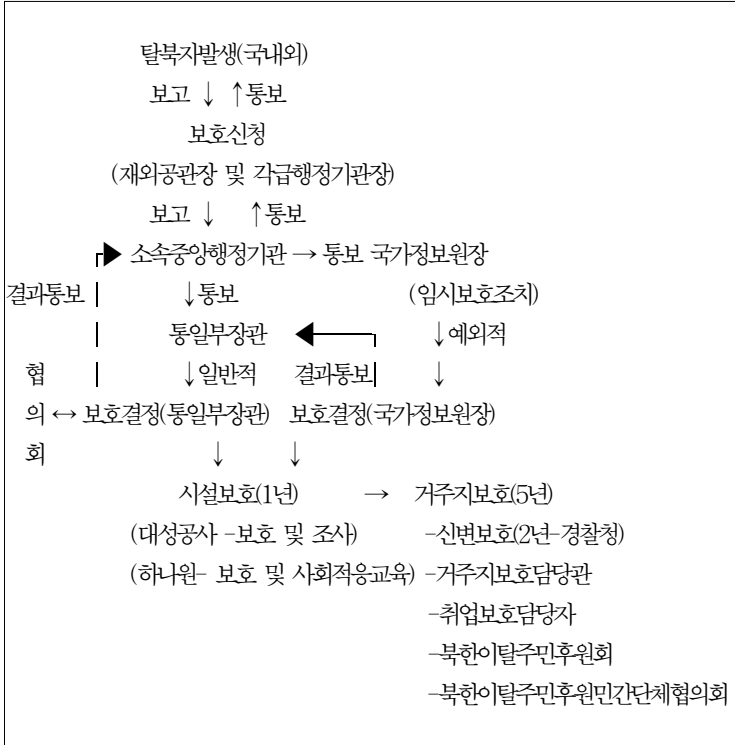 탈북지발생(국내외)
보고 ↓ ↑통보
보호신청
(재외공관장 및 각급행정기관장)
보고 ↓ ↑통보
소속중앙행정기관 → 통보 국가정보원장
결과통보 ↓통보 (임시보호조치)
통일부장관 ↓예외적
협 ↓일반적 결과통보 ↓
의 ↔ 보호결정(통일부장관) 보호결정(국가정보원장)
회 ↓ ↓
시설보호(1년) → 거주지보호(5년)
(대성공사 -보호 및 조사) -신변보호(2년-경찰청)
(하나원- 보호 및 사회적응교육) -거주지보호담당관
-취업보호담당자
-북한이탈주민후원회
-북한이탈주민후원민간단체협의회